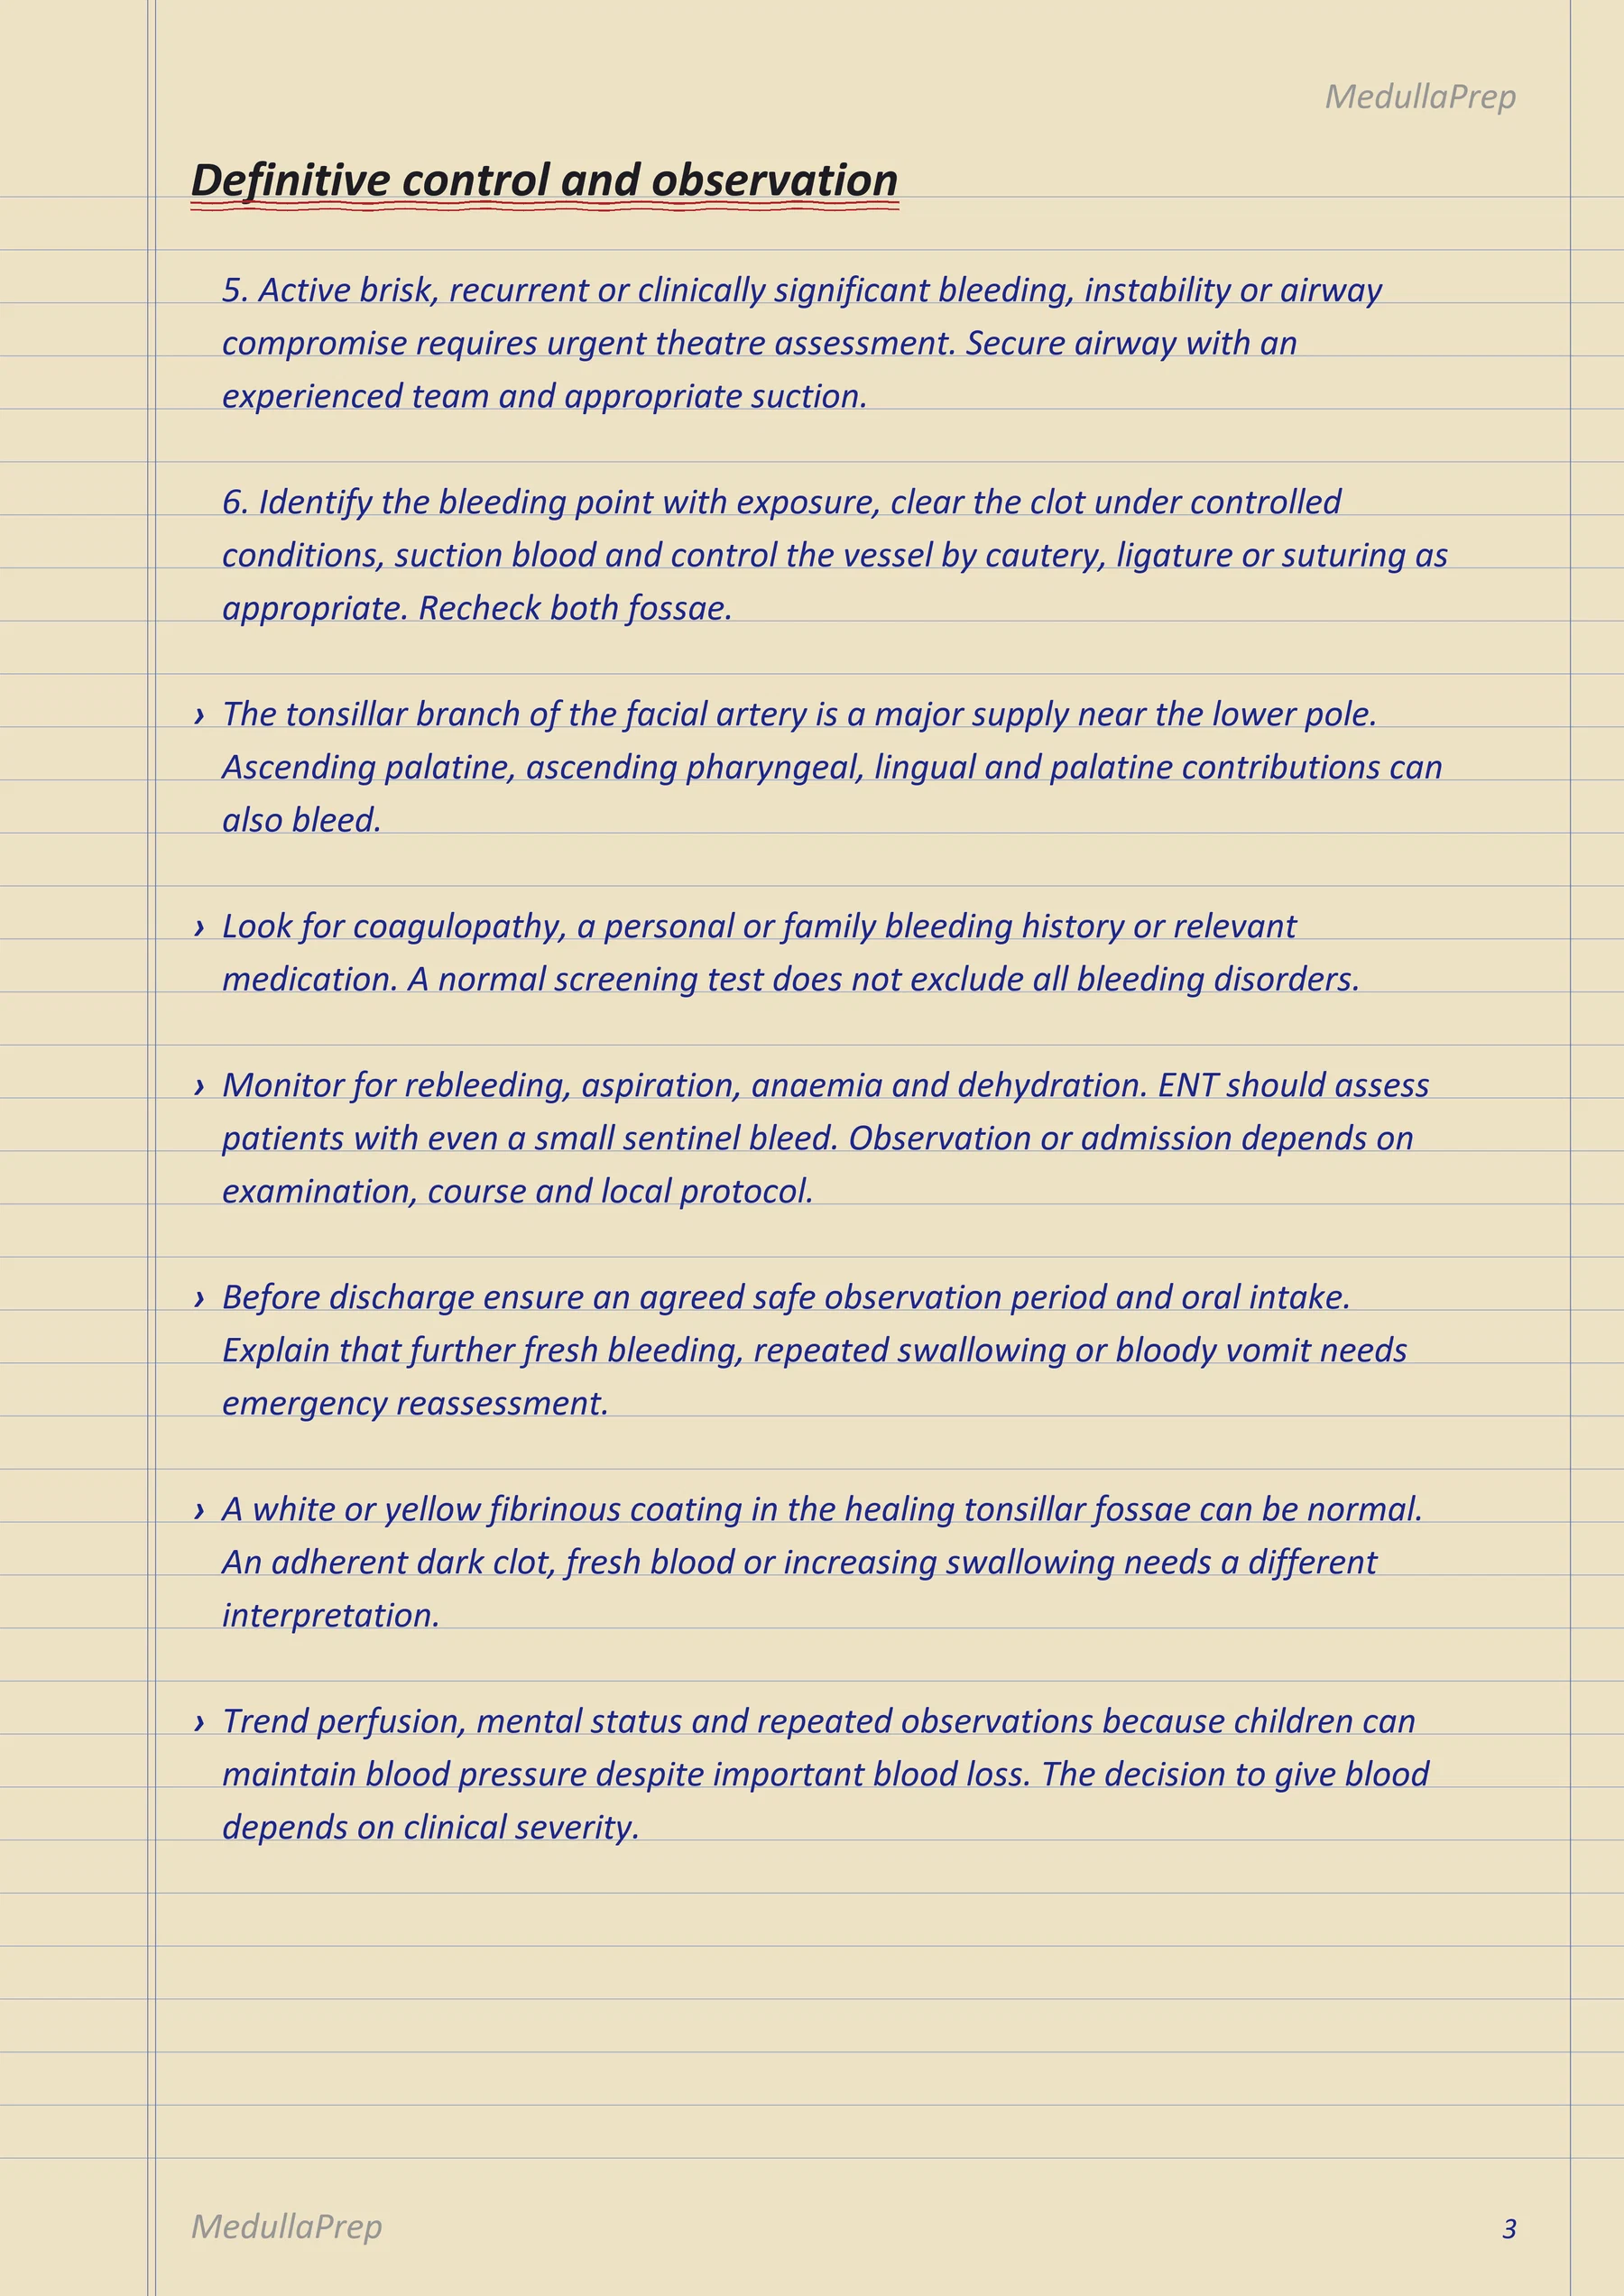 MedullaPrep
Definitive control and observation
5. Active brisk, recurrent or clinically significant bleeding, instability or airway
compromise requires urgent theatre assessment. Secure airway with an
experienced team and appropriate suction.
6. Identify the bleeding point with exposure, clear the clot under controlled
conditions, suction blood and control the vessel by cautery, ligature or suturing as
appropriate. Recheck both fossae.
› The tonsillar branch of the facial artery is a major supply near the lower pole.
Ascending palatine, ascending pharyngeal, lingual and palatine contributions can
also bleed.
› Look for coagulopathy, a personal or family bleeding history or relevant
medication. A normal screening test does not exclude all bleeding disorders.
› Monitor for rebleeding, aspiration, anaemia and dehydration. ENT should assess
patients with even a small sentinel bleed. Observation or admission depends on
examination, course and local protocol.
› Before discharge ensure an agreed safe observation period and oral intake.
Explain that further fresh bleeding, repeated swallowing or bloody vomit needs
emergency reassessment.
› A white or yellow fibrinous coating in the healing tonsillar fossae can be normal.
An adherent dark clot, fresh blood or increasing swallowing needs a different
interpretation.
› Trend perfusion, mental status and repeated observations because children can
maintain blood pressure despite important blood loss. The decision to give blood
depends on clinical severity.
MedullaPrep
3